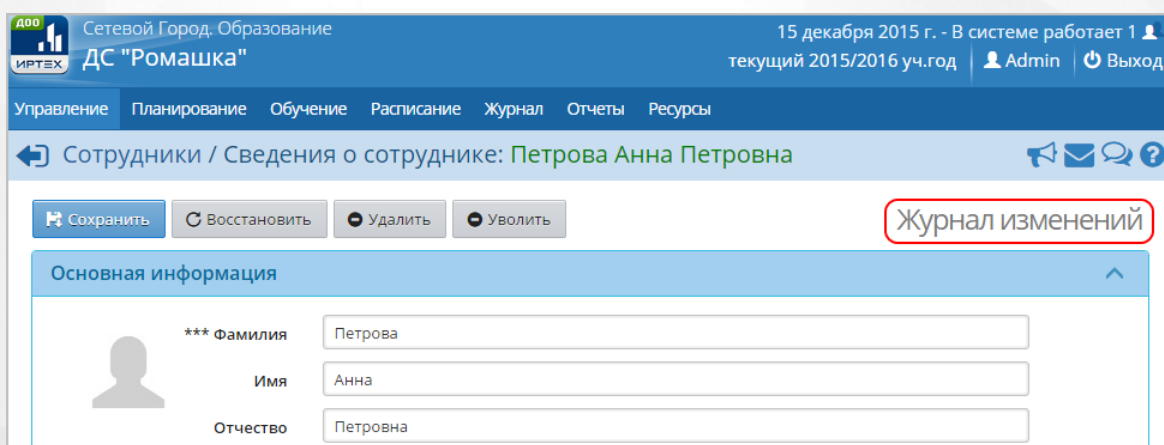 ДОО
ИРТЕХ
Сетевой Город. Образование
ДС "Ромашка"
15 декабря 2015 г. - В системе работает 1
текущий 2015/2016 уч.год Admin Выход
Управление Планирование Обучение Расписание Журнал Отчеты Ресурсы
Сотрудники / Сведения о сотруднике: Петрова Анна Петровна
Сохранить Восстановить Удалить Уволить Журнал изменений
Основная информация
*** Фамилия Петрова
Имя Анна
Отчество Петровна